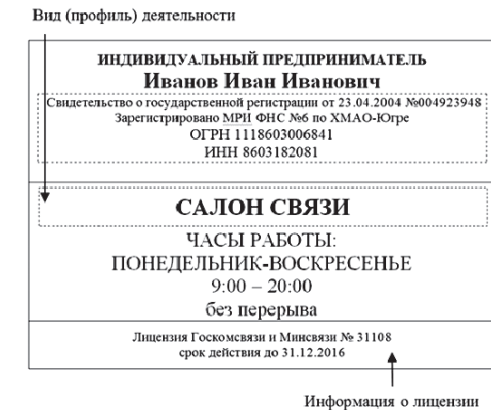 Вид (профиль) деятельности
ИНДИВИДУАЛЬНЫЙ ПРЕДПРИНИМАТЕЛЬ
Иванов Иван Иванович
Свидетельство о государственной регистрации от 23.04.2004 №004923948
Зарегистрировано МРИ ФНС №6 по ХМАО-Югре
ОГРН 1118603006841
ИНН 8603182081
САЛОН СВЯЗИ
ЧАСЫ РАБОТЫ:
ПОНЕДЕЛЬНИК-ВОСКРЕСЕНЬЕ
9:00 – 20:00
без перерыва
Лицензия Госкомсвязи и Минсвязи № 31108
срок действия до 31.12.2016
Информация о лицензии